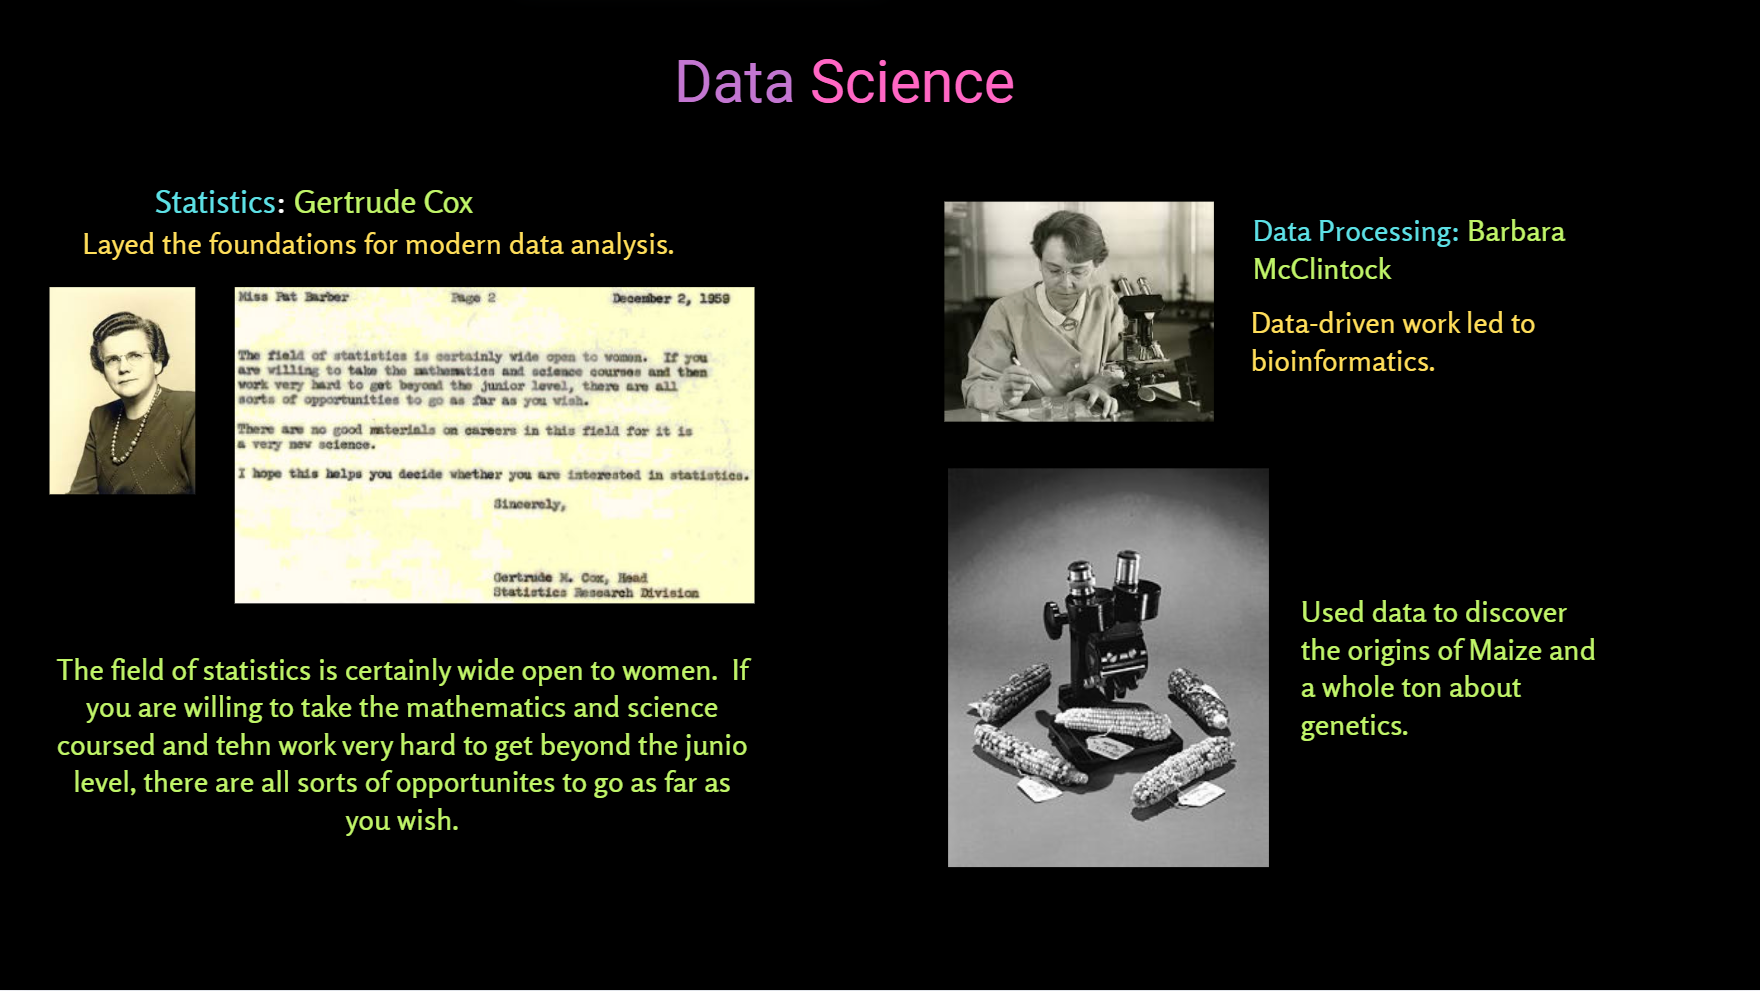 Data Science
Statistics: Gertrude Cox
Layed the foundations for modern data analysis.
Miss Pat Barber Page 2 December 2, 1959
The field of statistics is certainly wide open to women. If you
are willing to take the mathematics and science courses and then
work very hard to get beyond the junior level, there are all
sorts of opportunities to go as far as you wish.
There are no good materials on careers in this field for it is
a very new science.
I hope this helps you decide whether you are interested in statistics.
Sincerely,
Gertrude M. Cox, Head
Statistics Research Division
The field of statistics is certainly wide open to women. If
you are willing to take the mathematics and science
coursed and tehn work very hard to get beyond the junio
level, there are all sorts of opportunites to go as far as
you wish.
Data Processing: Barbara
McClintock
Data-driven work led to
bioinformatics.
Used data to discover
the origins of Maize and
a whole ton about
genetics.